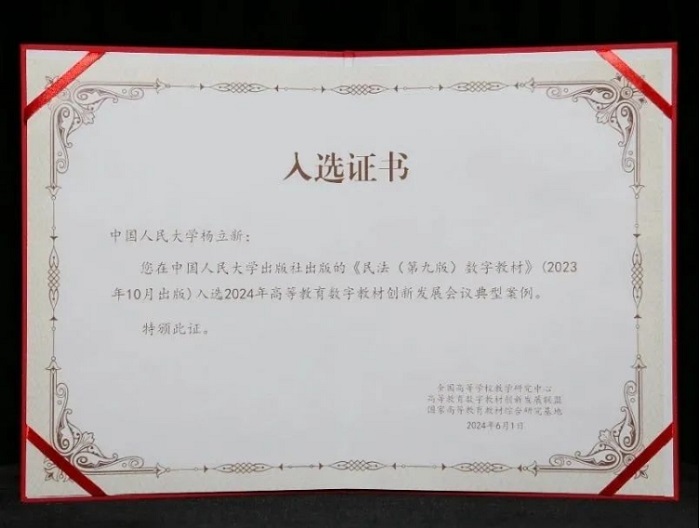 入选证书
中国人民大学杨立新：
您在中国人民大学出版社出版的《民法（第九版）数字教材》(2023
年10月出版)入选2024年高等教育数字教材创新发展会议典型案例。
特颁此证。
全国高等学校教学研究中心
高等教育数字教材创新发展联盟
国家高等教育教材综合研究基地
2024年6月1日